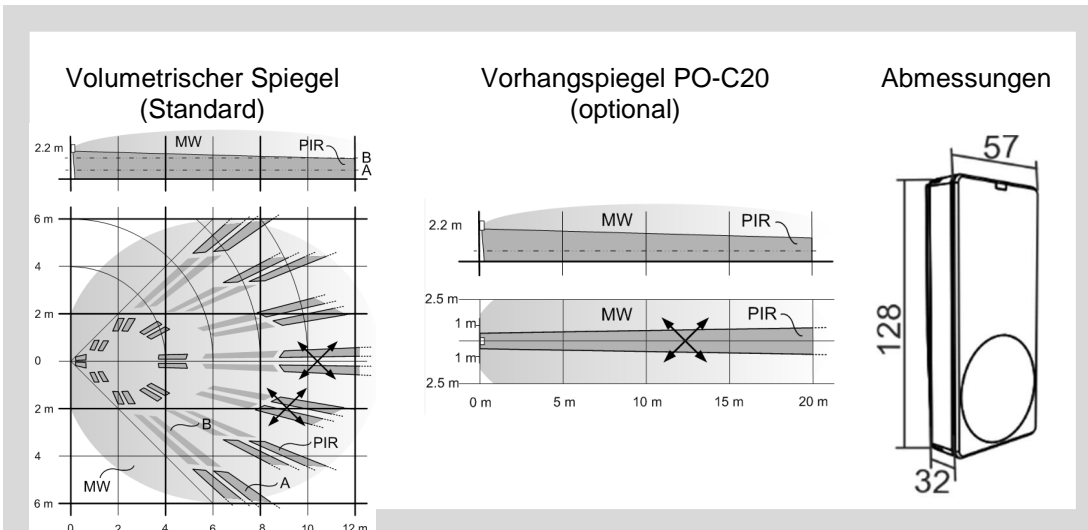 Volumetrischer Spiegel
(Standard)
Vorhangspiegel PO-C20
(optional)
Abmessungen
2.2 m
MW
PIR
B
A
6 m
4
2 m
0
2 m
4
6 m
B
PIR
A
MW
0 2 4 6 8 10 12 m
2.2 m
MW
PIR
2.5 m
1 m
1 m
2.5 m
MW
PIR
0 m 5 m 10 m 15 m 20 m
57
128
32